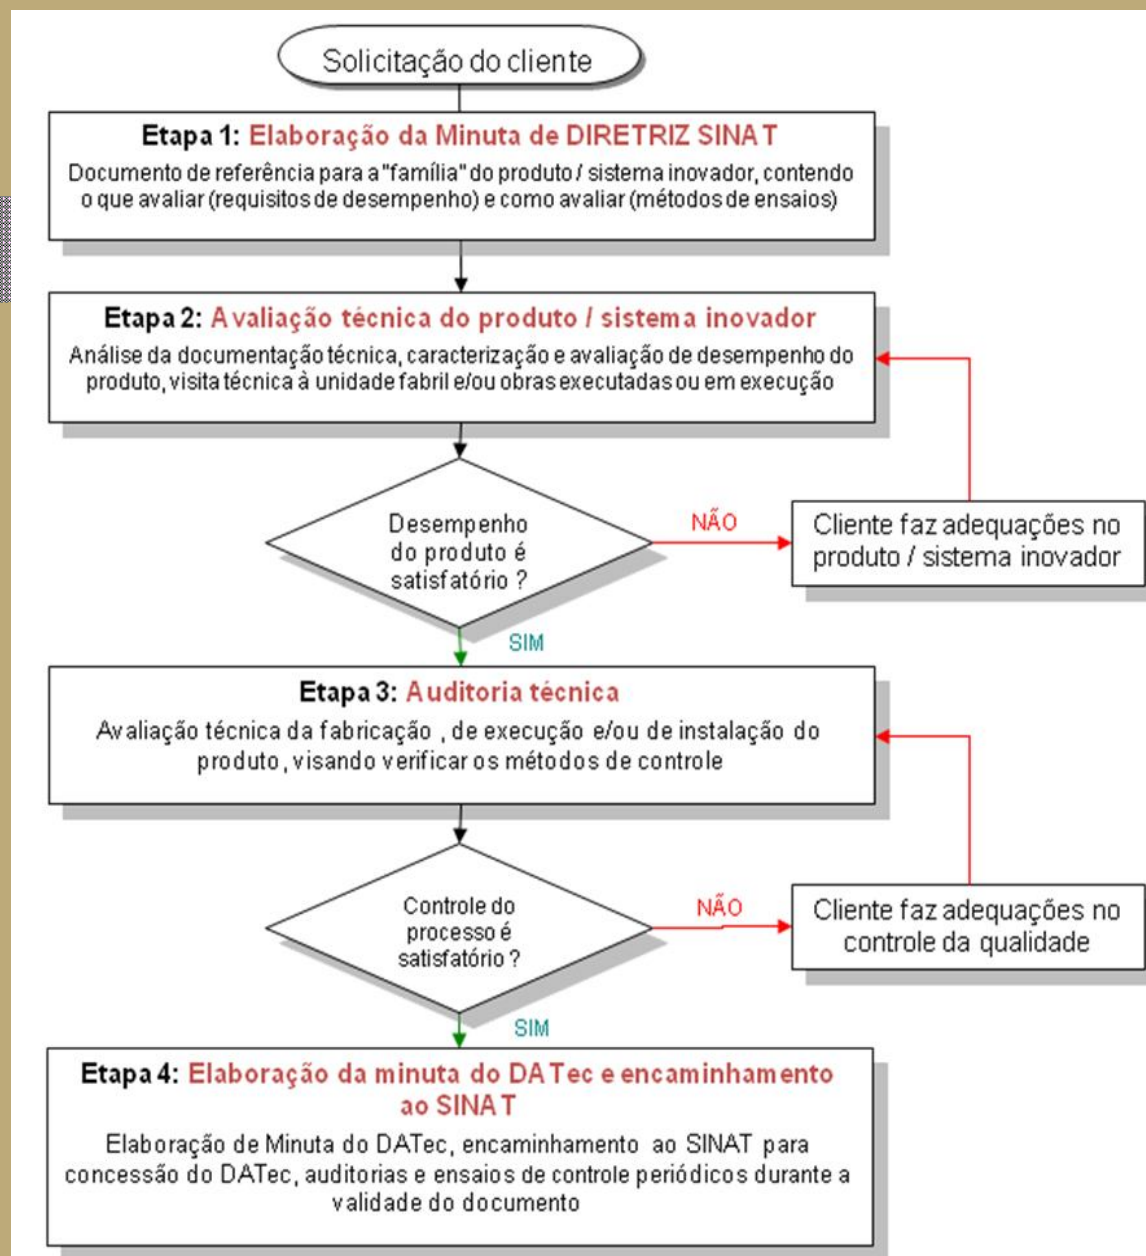 Solicitação do cliente
Etapa 1: Elaboração da Minuta de DIRETRIZ SINAT
Documento de referência para a "família" do produto / sistema inovador, contendo
o que avaliar (requisitos de desempenho) e como avaliar (métodos de ensaios)
Etapa 2: Avaliação técnica do produto / sistema inovador
Análise da documentação técnica, caracterização e avaliação de desempenho do
produto, visita técnica à unidade fabril e/ou obras executadas ou em execução
Desempenho
do produto é
satisfatório ?
NÃO
Cliente faz adequações no
produto / sistema inovador
SIM
Etapa 3: Auditoria técnica
Avaliação técnica da fabricação , de execução e/ou de instalação do
produto, visando verificar os métodos de controle
Controle do
processo é
satisfatório ?
NÃO
Cliente faz adequações no
controle da qualidade
SIM
Etapa 4: Elaboração da minuta do DATec e encaminhamento
ao SINAT
Elaboração de Minuta do DATec, encaminhamento ao SINAT para
concessão do DATec, auditorias e ensaios de controle periódicos durante a
validade do documento